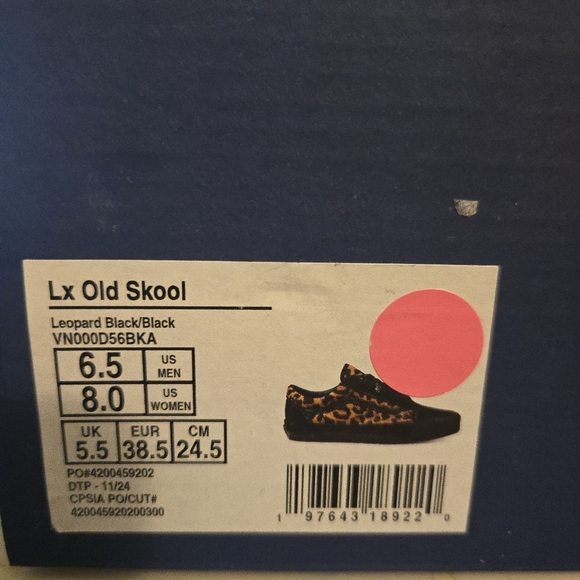 Lx Old Skool
Leopard Black/Black
VN000D56BKA
6.5 US MEN
8.0 US WOMEN
UK EUR CM
5.5 38.5 24.5
PO#4200459202
DTP - 11/24
CPSIA PO/CUT#
420045920200300
1 97643 18922 0